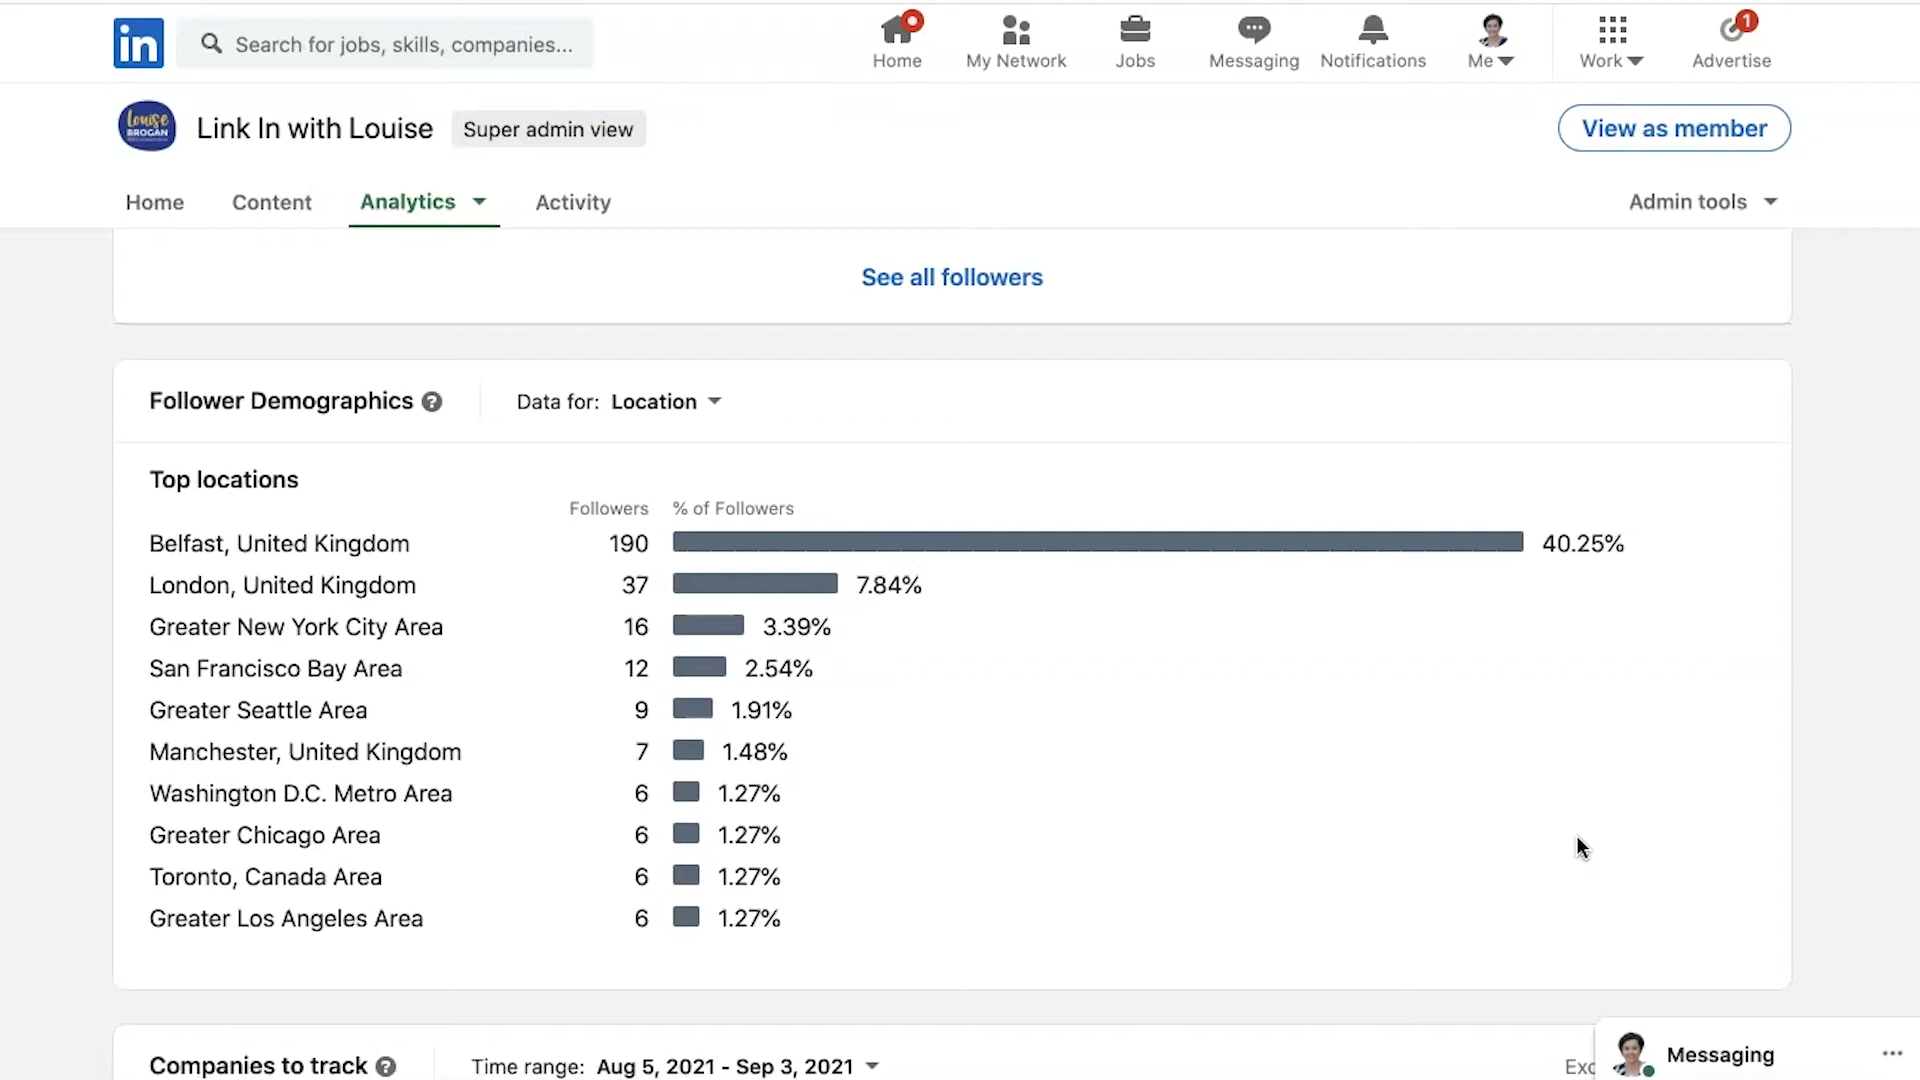 in Search for jobs, skills, companies... Home My Network Jobs Messaging Notifications Me Work 1 Advertise
Louise BROGAN Link In with Louise Super admin view View as member
Home Content Analytics Activity Admin tools
See all followers
Follower Demographics ? Data for: Location
Top locations
Followers % of Followers
Belfast, United Kingdom 190 40.25%
London, United Kingdom 37 7.84%
Greater New York City Area 16 3.39%
San Francisco Bay Area 12 2.54%
Greater Seattle Area 9 1.91%
Manchester, United Kingdom 7 1.48%
Washington D.C. Metro Area 6 1.27%
Greater Chicago Area 6 1.27%
Toronto, Canada Area 6 1.27%
Greater Los Angeles Area 6 1.27%
Companies to track ? Time range: Aug 5, 2021 - Sep 3, 2021 Exc
Messaging